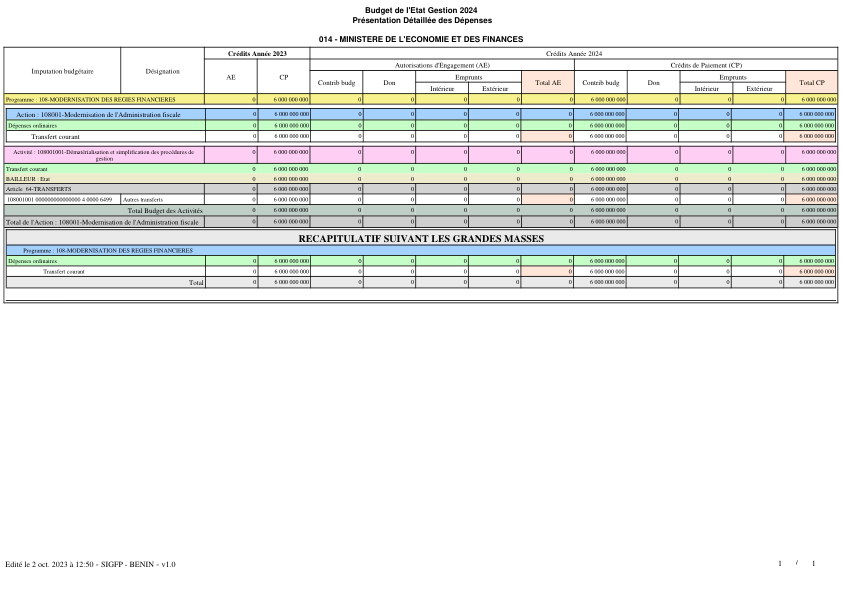 Budget de l'Etat Gestion 2024
Présentation Détaillée des Dépenses
014 - MINISTERE DE L'ECONOMIE ET DES FINANCES
Imputation budgétaire Désignation Crédits Année 2023 Crédits Année 2024
AE CP Autorisations d'Engagement (AE) Crédits de Paiement (CP)
Contrib budg Don Emprunts Total AE Contrib budg Don Emprunts Total CP
Intérieur Extérieur Intérieur Extérieur
Programme : 108-MODERNISATION DES REGIES FINANCIERES 0 6 000 000 000 0 0 0 0 0 6 000 000 000 0 0 0 6 000 000 000
Action : 108001-Modernisation de l'Administration fiscale 0 6 000 000 000 0 0 0 0 0 6 000 000 000 0 0 0 6 000 000 000
Dépenses ordinaires 0 6 000 000 000 0 0 0 0 0 6 000 000 000 0 0 0 6 000 000 000
Transfert courant 0 6 000 000 000 0 0 0 0 0 6 000 000 000 0 0 0 6 000 000 000
Activité : 108001001-Dématérialisation et simplification des procédures de 0 6 000 000 000 0 0 0 0 0 6 000 000 000 0 0 0 6 000 000 000
gestion
Transfert courant 0 6 000 000 000 0 0 0 0 0 6 000 000 000 0 0 0 6 000 000 000
BAILLEUR : Etat 0 6 000 000 000 0 0 0 0 0 6 000 000 000 0 0 0 6 000 000 000
Article 64-TRANSFERTS 0 6 000 000 000 0 0 0 0 0 6 000 000 000 0 0 0 6 000 000 000
108001001 0000000000000000 4 0000 6499 Autres transferts 0 6 000 000 000 0 0 0 0 0 6 000 000 000 0 0 0 6 000 000 000
Total Budget des Activités 0 6 000 000 000 0 0 0 0 0 6 000 000 000 0 0 0 6 000 000 000
Total de l'Action : 108001-Modernisation de l'Administration fiscale 0 6 000 000 000 0 0 0 0 0 6 000 000 000 0 0 0 6 000 000 000
RECAPITULATIF SUIVANT LES GRANDES MASSES
Programme : 108-MODERNISATION DES REGIES FINANCIERES
Dépenses ordinaires 0 6 000 000 000 0 0 0 0 0 6 000 000 000 0 0 0 6 000 000 000
Transfert courant 0 6 000 000 000 0 0 0 0 0 6 000 000 000 0 0 0 6 000 000 000
Total 0 6 000 000 000 0 0 0 0 0 6 000 000 000 0 0 0 6 000 000 000
Edité le 2 oct. 2023 à 12:50 - SIGFP - BENIN - v1.0 1 / 1